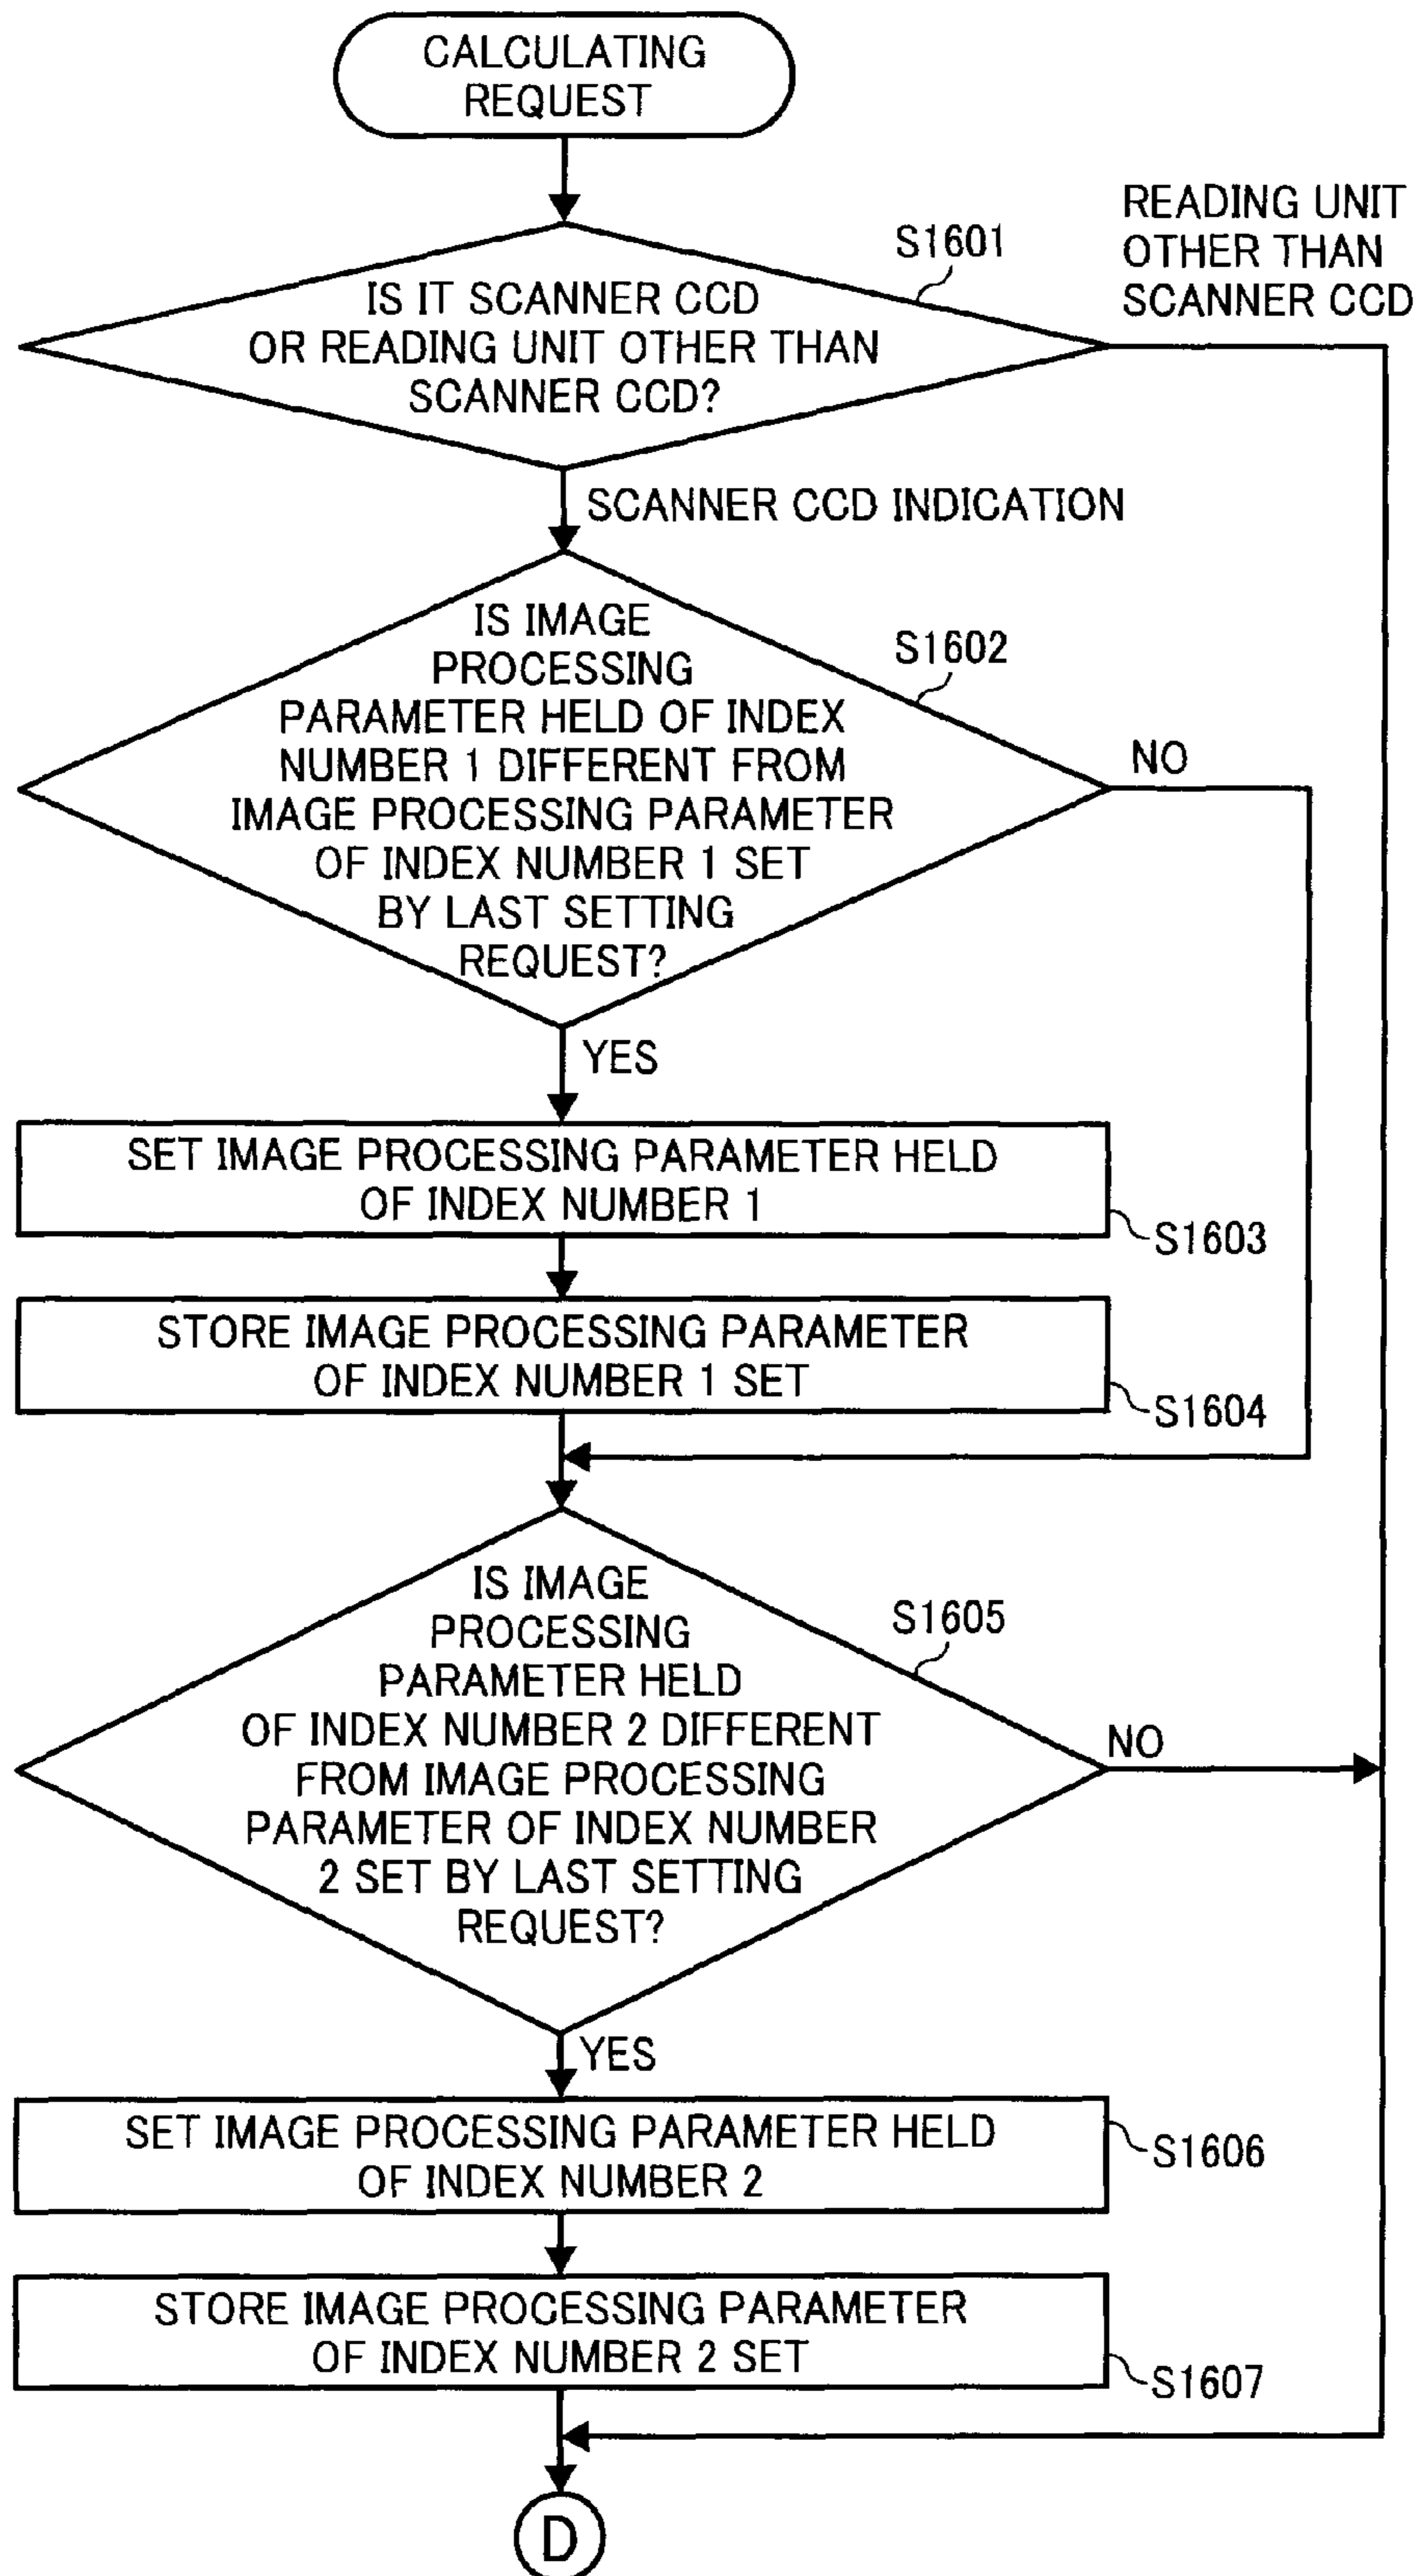 CALCULATING
REQUEST
READING UNIT
OTHER THAN
SCANNER CCD
S1601
IS IT SCANNER CCD
OR READING UNIT OTHER THAN
SCANNER CCD?
SCANNER CCD INDICATION
S1602
IS IMAGE
PROCESSING
PARAMETER HELD OF INDEX
NUMBER 1 DIFFERENT FROM
IMAGE PROCESSING PARAMETER
OF INDEX NUMBER 1 SET
BY LAST SETTING
REQUEST?
NO
YES
SET IMAGE PROCESSING PARAMETER HELD
OF INDEX NUMBER 1
S1603
STORE IMAGE PROCESSING PARAMETER
OF INDEX NUMBER 1 SET
S1604
S1605
IS IMAGE
PROCESSING
PARAMETER HELD
OF INDEX NUMBER 2 DIFFERENT
FROM IMAGE PROCESSING
PARAMETER OF INDEX NUMBER
2 SET BY LAST SETTING
REQUEST?
NO
YES
SET IMAGE PROCESSING PARAMETER HELD
OF INDEX NUMBER 2
S1606
STORE IMAGE PROCESSING PARAMETER
OF INDEX NUMBER 2 SET
S1607
D